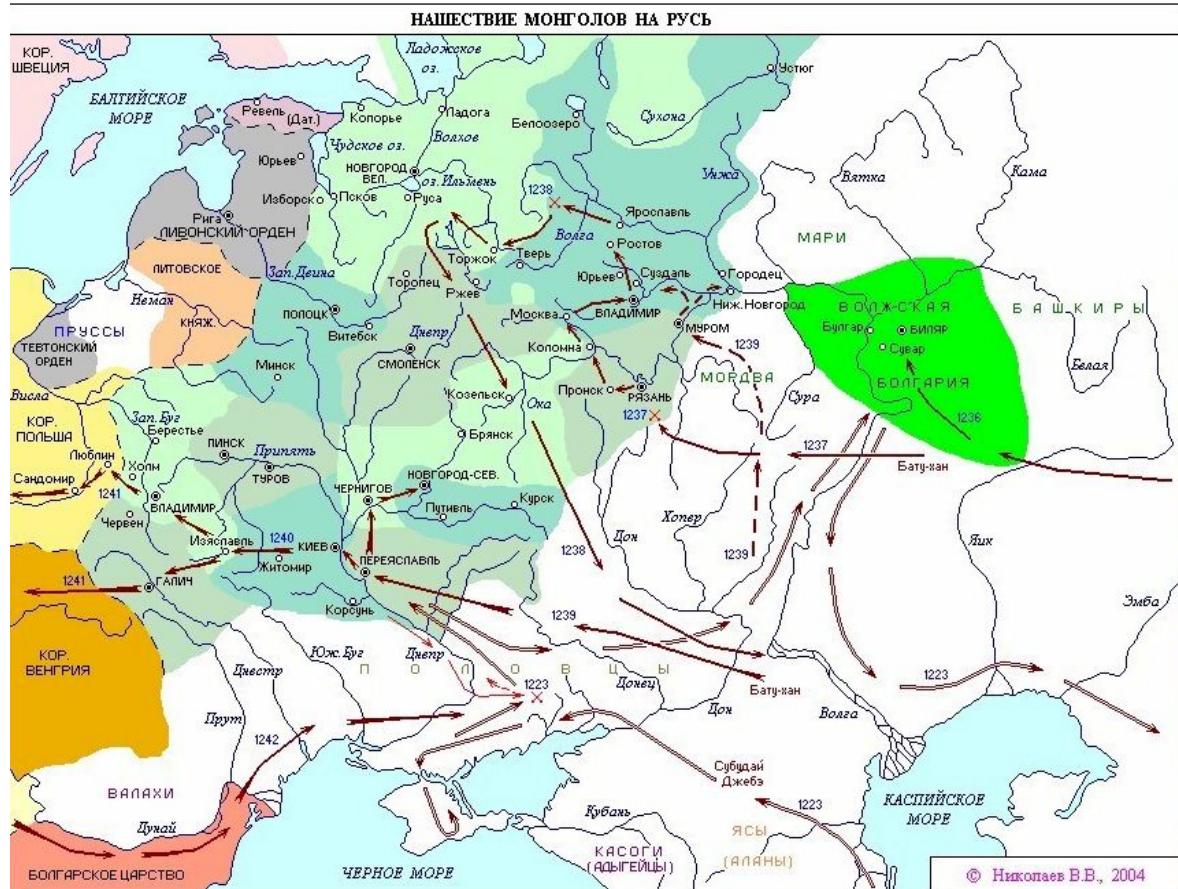 НАШЕСТВИЕ МОНГОЛОВ НА РУСЬ
КОР.
ШВЕЦИЯ
Ладожское
оз.
Устюг
БАЛТИЙСКОЕ
МОРЕ
Ревель
(Дат.)
Копорье
Ладога
Белоозеро
Сухона
Чудское оз.
Волхов
Юрьев
НОВГОРОД
ВЕЛ.
оз. Ильмень
Унжа
Вятка
Кама
Изборск
Псков
Руса
1238
Рига
ЛИВОНСКИЙ ОРДЕН
Ярославль
Волга
Ростов
МАРИ
Торжок
Тверь
ЛИТОВСКОЕ
Зап. Двина
Торопец
Ржев
Юрьев
Суздаль
Городец
Неман
КНЯЖ.
ПОЛОЦК
Москва
ВЛАДИМИР
Ниж. Новгород
ВОЛЖСКАЯ
БАШКИРЫ
ПРУССЫ
Витебск
Днепр
МУРОМ
Булгар
БИЛЯР
ТЕВТОНСКИЙ
ОРДЕН
СМОЛЕНСК
Коломна
1239
Сувар
Минск
Пронск
МОРДВА
Белая
Висла
Козельск
Ока
РЯЗАНЬ
БОЛГАРИЯ
Зап. Буг
1237
Сура
1236
КОР.
ПОЛЬША
Берестье
ПИНСК
Брянск
Люблин
Припять
1237
Холм
ТУРОВ
НОВГОРОД-СЕВ.
Бату-хан
Сандомир
1241
ЧЕРНИГОВ
Курск
ВЛАДИМИР
Путивль
Хопер
Червен
1240
Дон
Изяславль
КИЕВ
1238
1239
Яик
Житомир
ПЕРЕЯСЛАВЛЬ
1241
ГАЛИЧ
Корсунь
Эмба
1239
КОР.
ВЕНГРИЯ
Днестр
Юж. Буг
Днепр
ПОЛОВЦЫ
1223
Донец
Бату-хан
1223
Прут
Дон
Волга
1242
Субудай
Джебэ
ВАЛАХИ
КАСПИЙСКОЕ
МОРЕ
Кубань
1223
Дунай
ЯСЫ
(АЛАНЫ)
КАСОГИ
(АДЫГЕЙЦЫ)
БОЛГАРСКОЕ ЦАРСТВО
ЧЕРНОЕ МОРЕ
© Николаев В.В., 2004